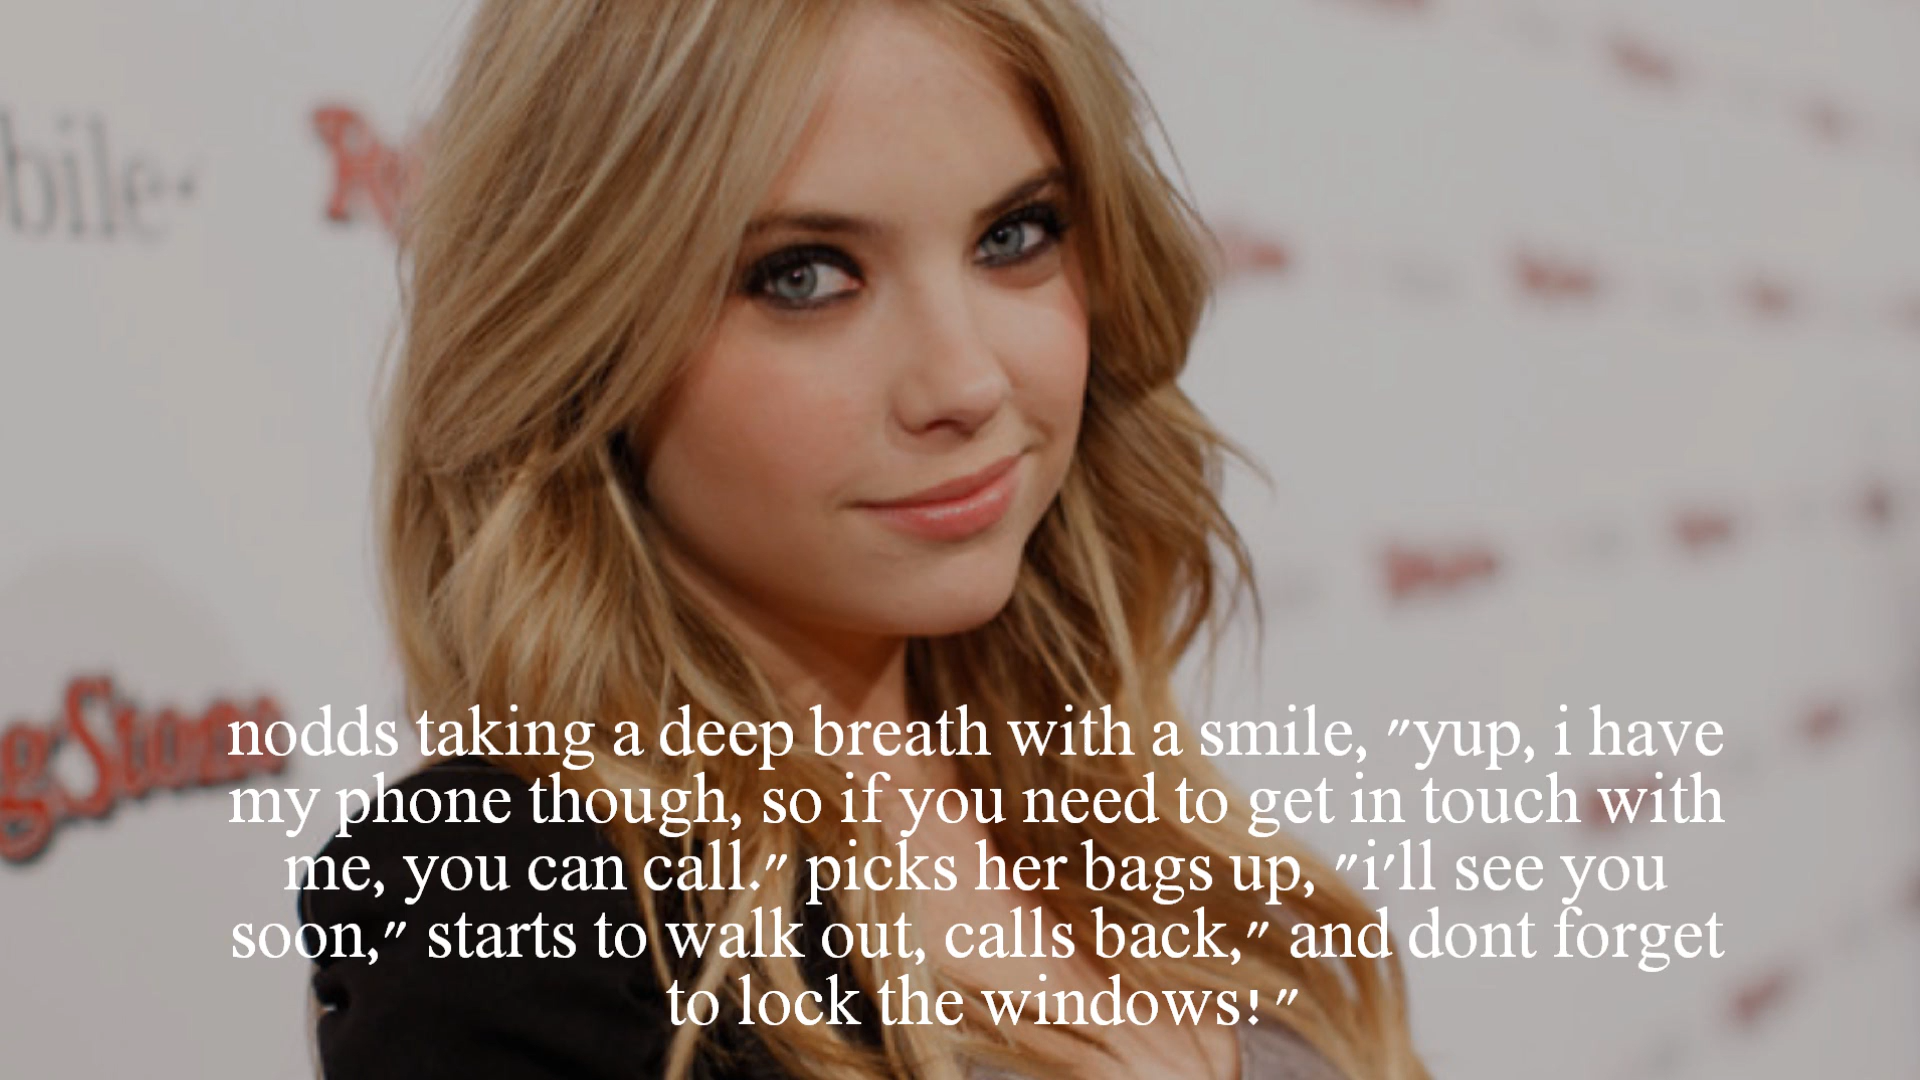 bile
nodds taking a deep breath with a smile, "yup, i have
my phone though, so if you need to get in touch with
me, you can call." picks her bags up, "i'll see you
soon," starts to walk out, calls back," and dont forget
to lock the windows!"